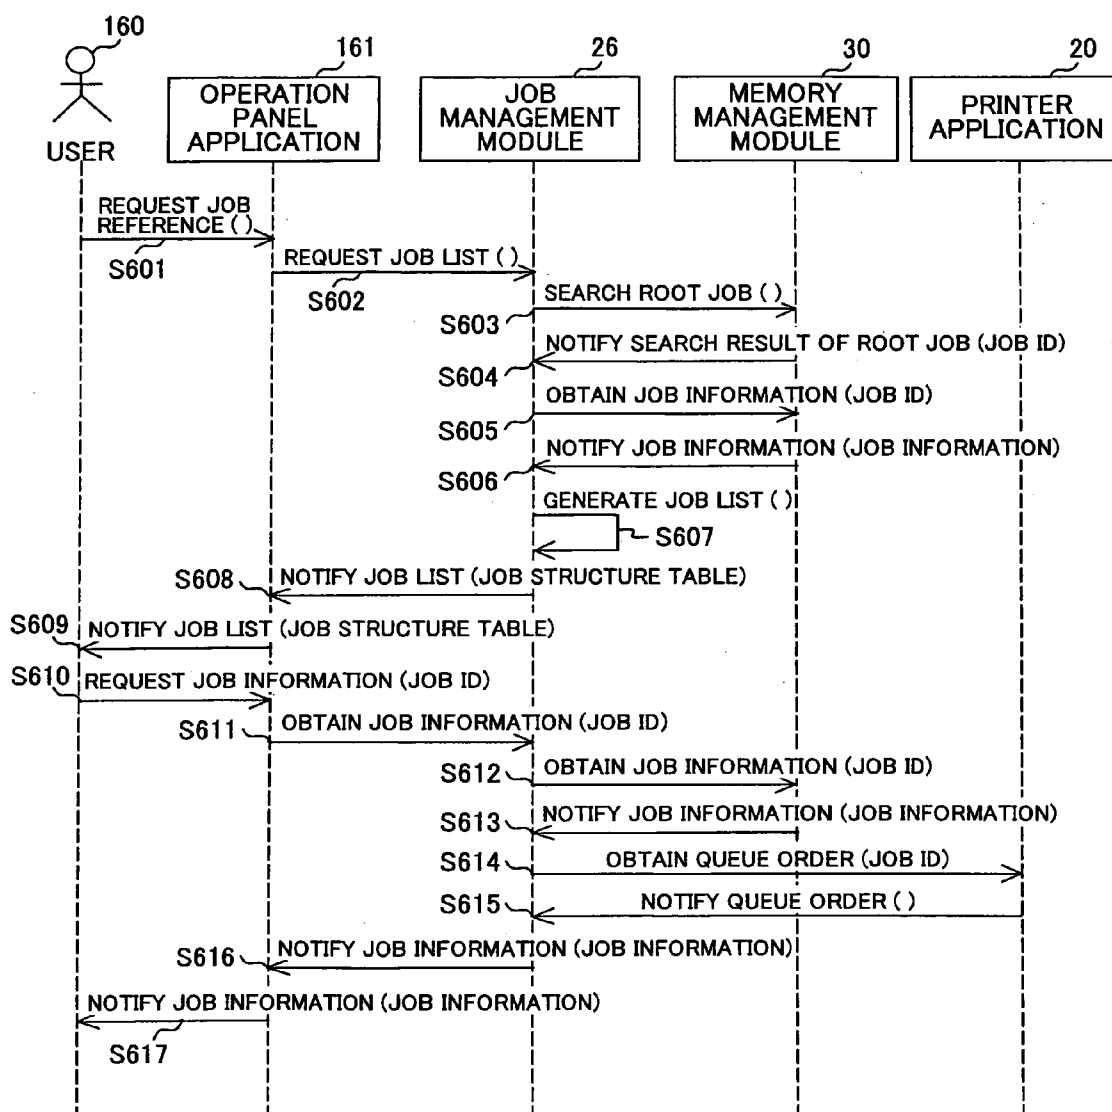 160
161
26
30
20
USER
OPERATION
PANEL
APPLICATION
JOB
MANAGEMENT
MODULE
MEMORY
MANAGEMENT
MODULE
PRINTER
APPLICATION
REQUEST JOB
REFERENCE ( )
S601
REQUEST JOB LIST ( )
S602
SEARCH ROOT JOB ( )
S603
NOTIFY SEARCH RESULT OF ROOT JOB (JOB ID)
S604
OBTAIN JOB INFORMATION (JOB ID)
S605
NOTIFY JOB INFORMATION (JOB INFORMATION)
S606
GENERATE JOB LIST ( )
S607
NOTIFY JOB LIST (JOB STRUCTURE TABLE)
S608
S609
NOTIFY JOB LIST (JOB STRUCTURE TABLE)
S610
REQUEST JOB INFORMATION (JOB ID)
OBTAIN JOB INFORMATION (JOB ID)
S611
OBTAIN JOB INFORMATION (JOB ID)
S612
NOTIFY JOB INFORMATION (JOB INFORMATION)
S613
OBTAIN QUEUE ORDER (JOB ID)
S614
NOTIFY QUEUE ORDER ( )
S615
NOTIFY JOB INFORMATION (JOB INFORMATION)
S616
NOTIFY JOB INFORMATION (JOB INFORMATION)
S617